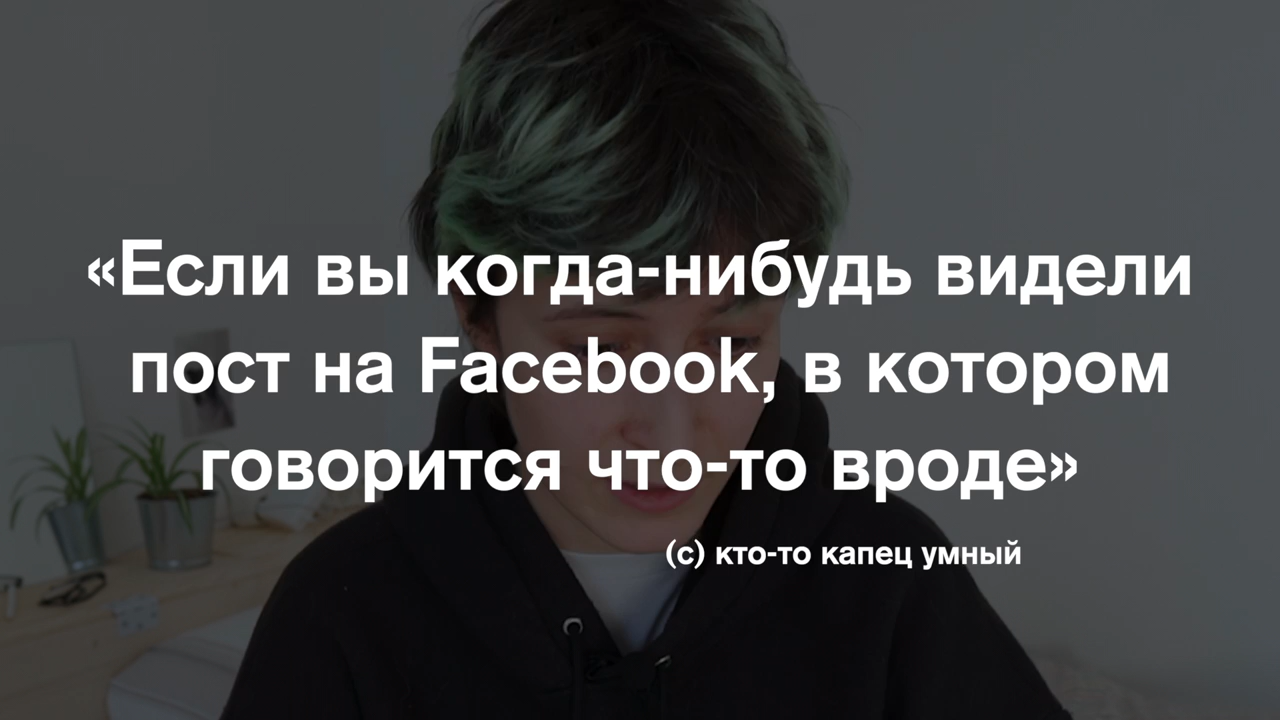 «Если вы когда-нибудь видели
пост на Facebook, в котором
говорится что-то вроде»
(с) кто-то капец умный